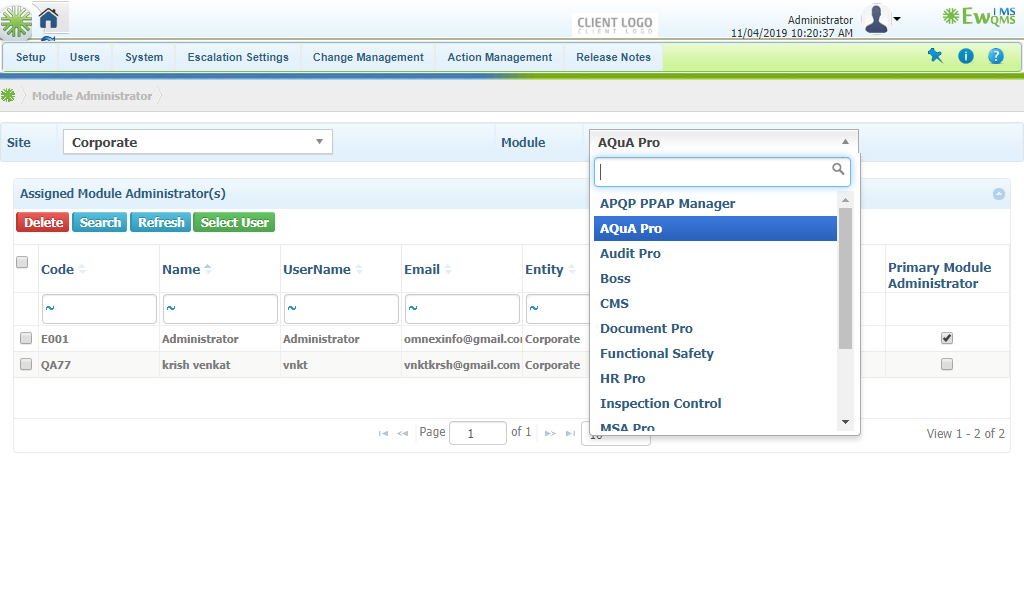 CLIENT LOGO
CLIENT LOGO
Administrator
11/04/2019 10:20:37 AM
EwQIMS
Setup Users System Escalation Settings Change Management Action Management Release Notes
Module Administrator
Site Corporate Module AQuA Pro
APQP PPAP Manager
AQuA Pro
Audit Pro
Boss
CMS
Document Pro
Functional Safety
HR Pro
Inspection Control
MSA Pro
Assigned Module Administrator(s)
Delete Search Refresh Select User
Code Name UserName Email Entity Primary Module
Administrator
~ ~ ~ ~ ~
E001 Administrator Administrator omnexinfo@gmail.co Corporate
QA77 krish venkat vnkt vnktkrsh@gmail.com Corporate
Page 1 of 1 10 View 1 - 2 of 2